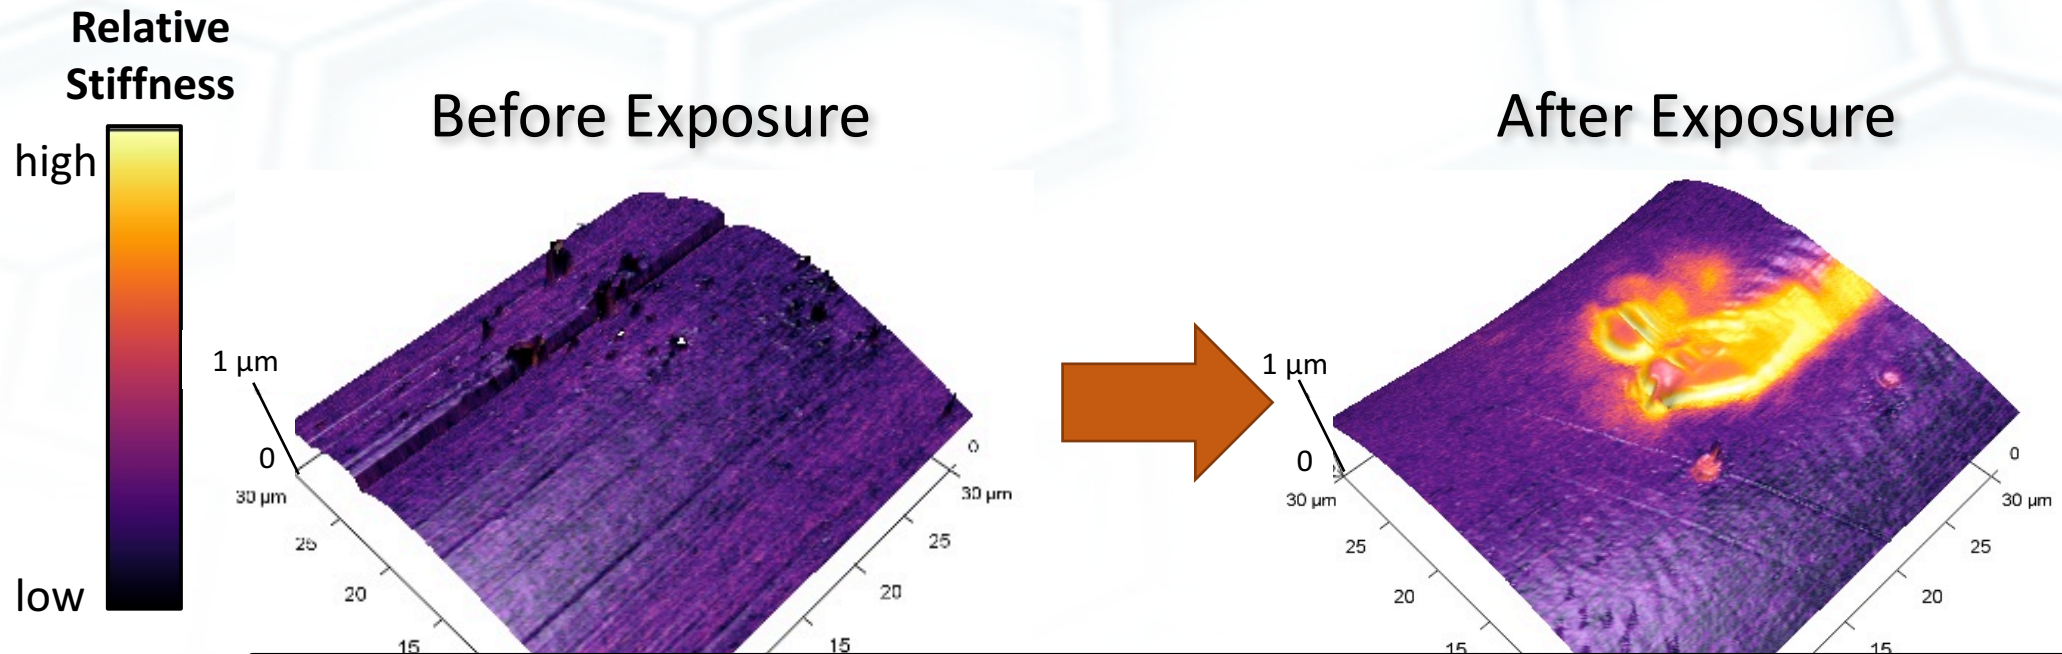 Relative
Stiffness
high
low
Before Exposure
1 µm
0
30 µm
25
20
15
0
30 µm
25
20
15
After Exposure
1 µm
0
30 µm
25
20
15
0
30 µm
25
20
15